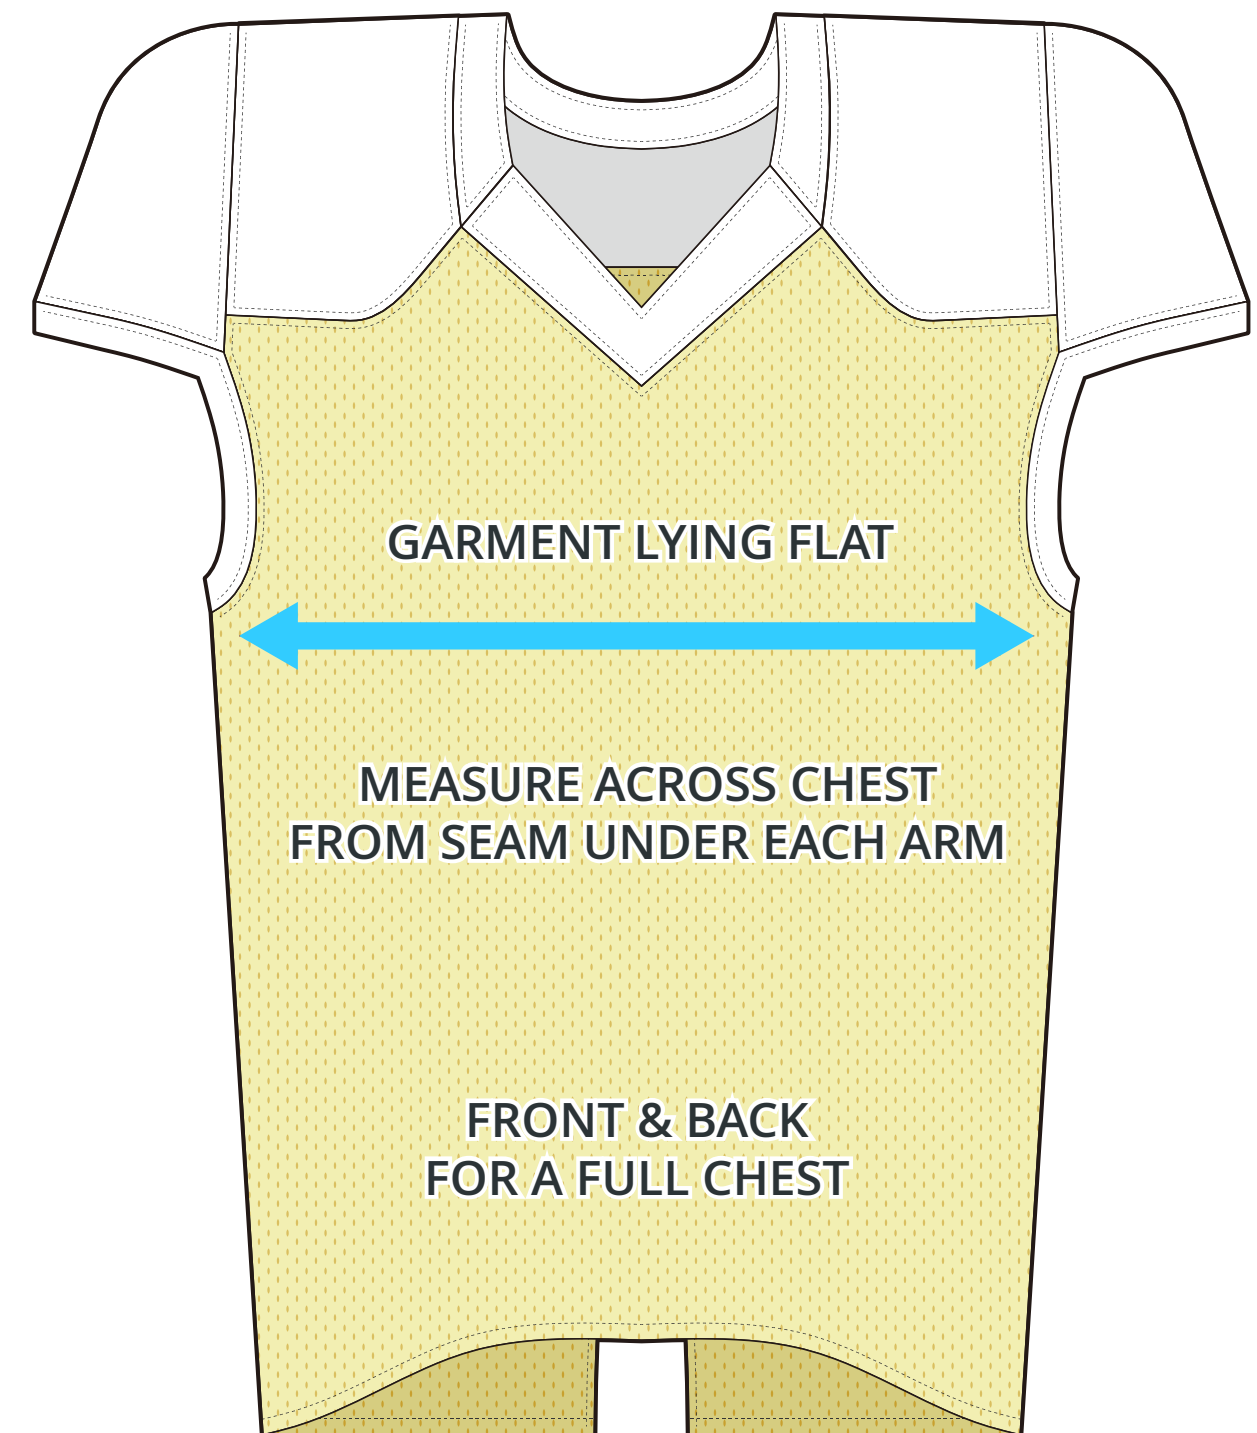 GARMENT LYING FLAT
MEASURE ACROSS CHEST
FROM SEAM UNDER EACH ARM
FRONT & BACK
FOR A FULL CHEST